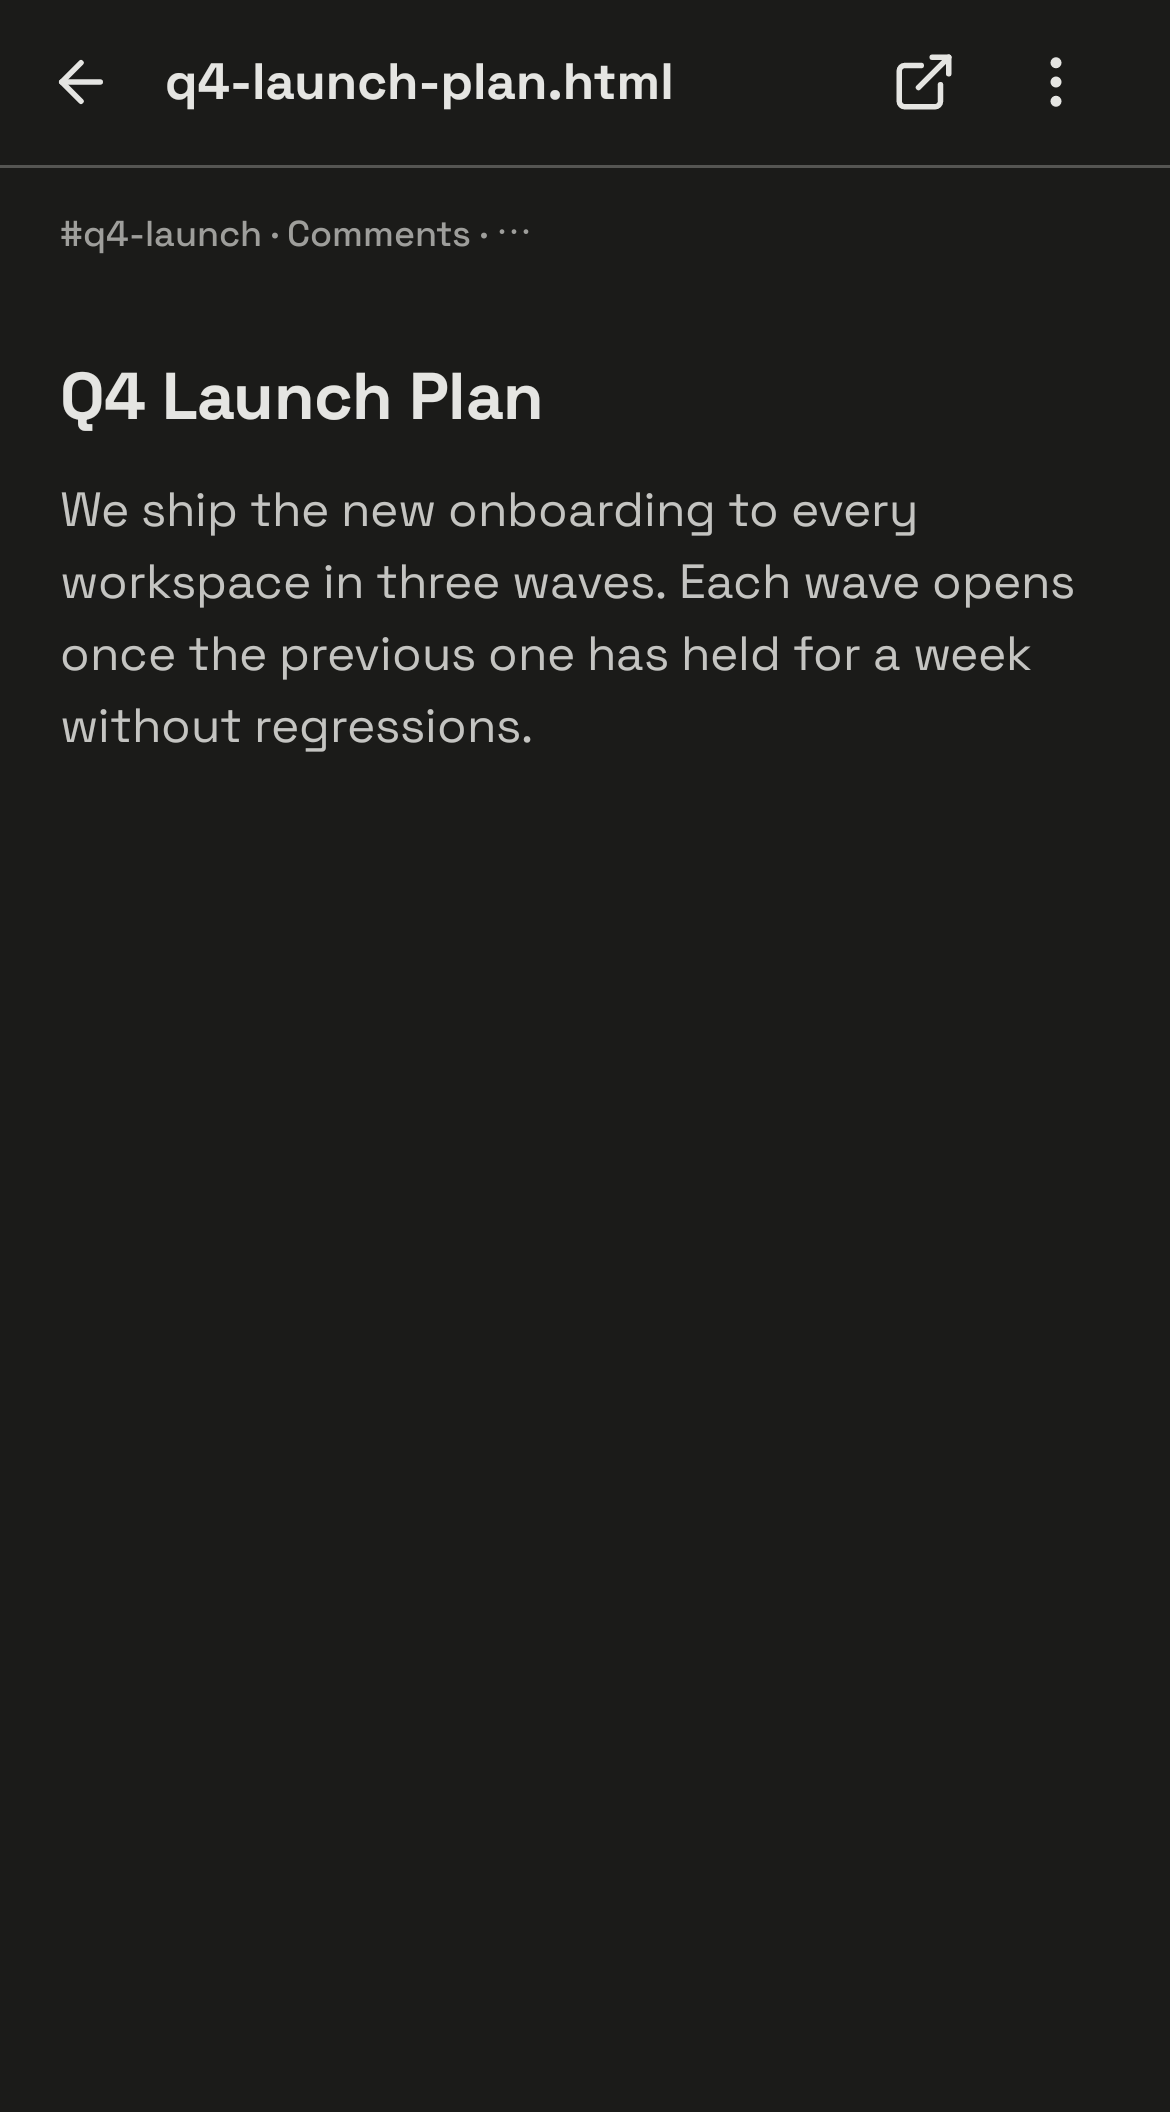 q4-launch-plan.html
#q4-launch · Comments · ···
Q4 Launch Plan
We ship the new onboarding to every
workspace in three waves. Each wave opens
once the previous one has held for a week
without regressions.